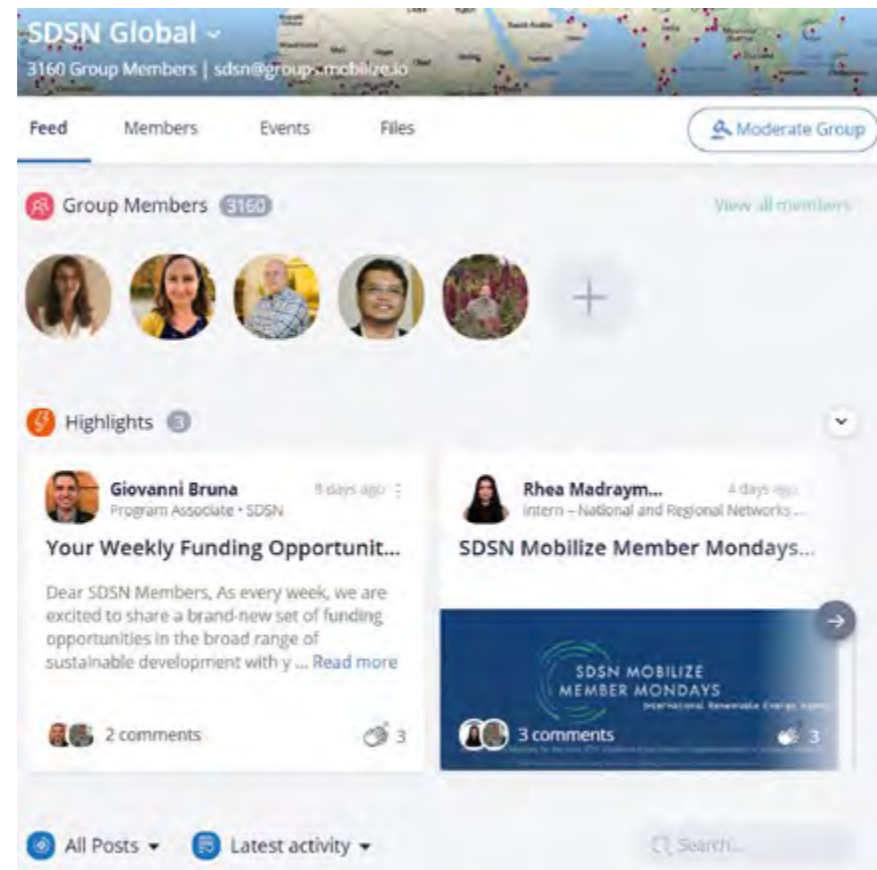 SDSN Global
3160 Group Members | sdsn@groups.mobilize.io
Feed Members Events Files Moderate Group
Group Members 3160 View all members
Highlights 3
Giovanni Bruna 8 days ago
Program Associate • SDSN
Your Weekly Funding Opportunit...
Dear SDSN Members, As every week, we are
excited to share a brand-new set of funding
opportunities in the broad range of
sustainable development with y ... Read more
2 comments 3
Rhea Madraym... 4 days ago
Intern – National and Regional Networks ...
SDSN Mobilize Member Mondays...
SDSN MOBILIZE
MEMBER MONDAYS
International Renewable Energy
3 comments 3
All Posts Latest activity Search...